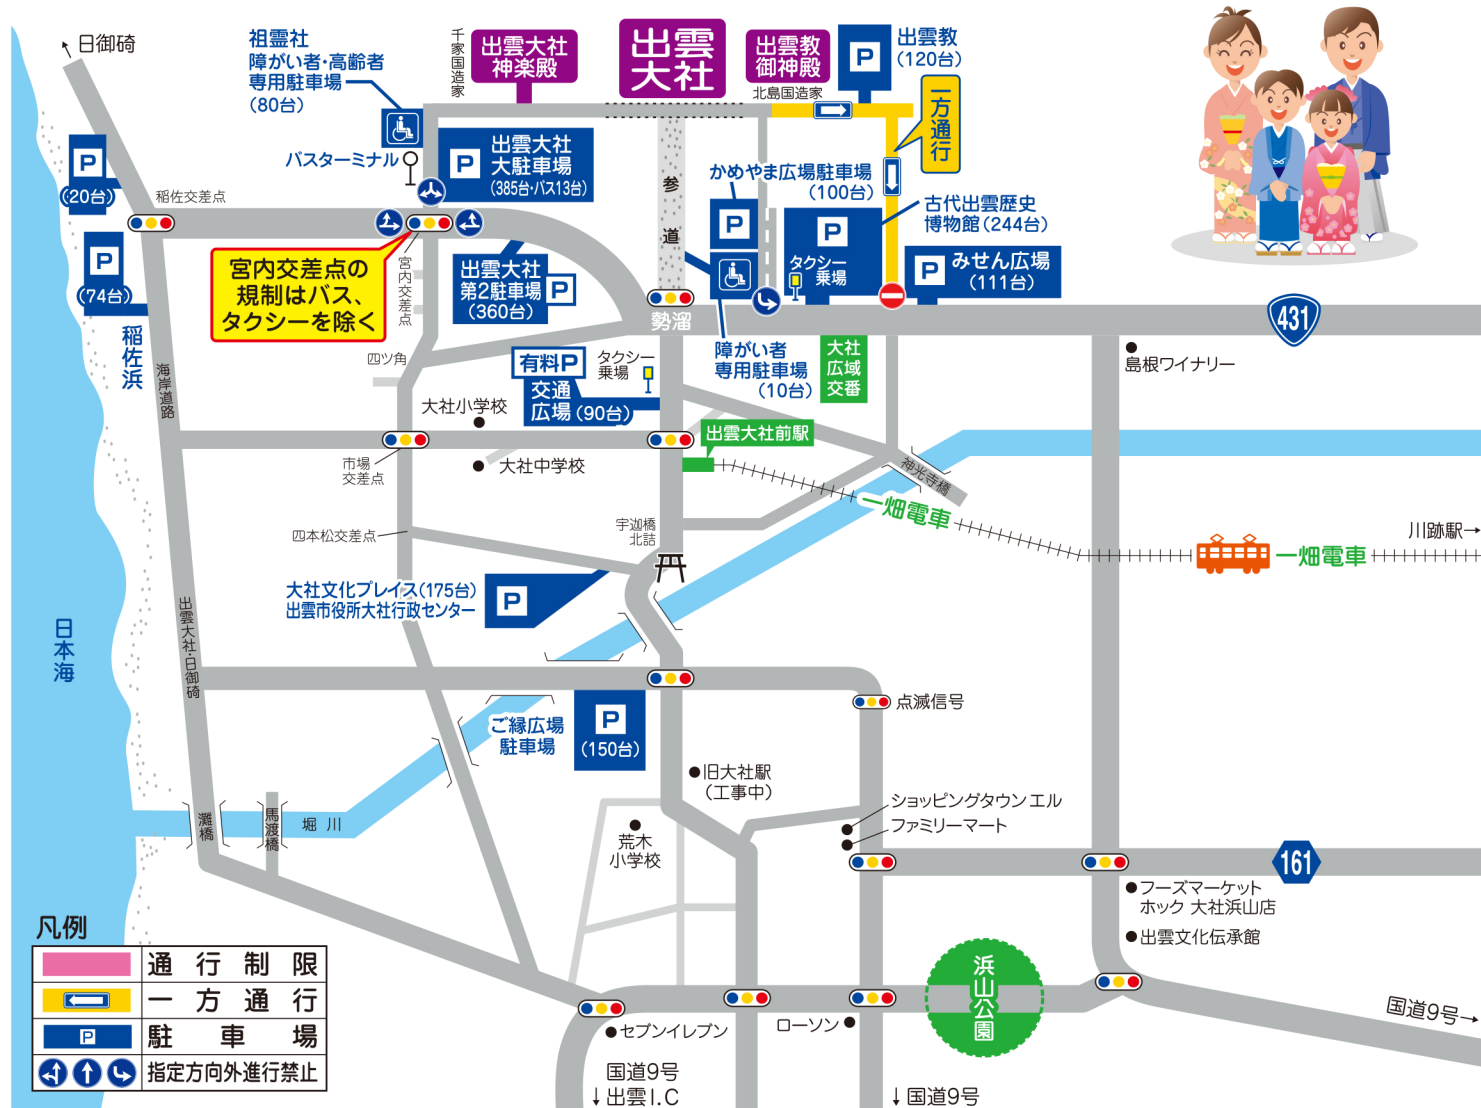 日御碕
祖霊社
障がい者・高齢者
専用駐車場
(80台)
千家国造家
出雲大社
神楽殿
出雲
大社
出雲教
御神殿
北島国造家
P
出雲教
(120台)
一方通行
バスターミナル
P
出雲大社
大駐車場
(385台・バス13台)
参道
かめやま広場駐車場
(100台)
P
古代出雲歴史
博物館(244台)
P
タクシー
乗場
P
みせん広場
(111台)
P
(20台)
稲佐交差点
P
(74台)
稲佐浜
宮内交差点の
規制はバス、
タクシーを除く
宮内交差点
出雲大社
第2駐車場
(360台)
P
勢溜
431
障がい者
専用駐車場
(10台)
大社
広域
交番
島根ワイナリー
四ツ角
有料P
交通
広場(90台)
タクシー
乗場
海岸道路
大社小学校
出雲大社前駅
市場
交差点
大社中学校
神光寺橋
一畑電車
川跡駅→
一畑電車
四本松交差点
宇迦橋
北詰
大社文化プレイス(175台)
出雲市役所大社行政センター
P
出雲大社・日御碕
日本海
点滅信号
ご縁広場
駐車場
P
(150台)
旧大社駅
(工事中)
ショッピングタウン エル
ファミリーマート
灘橋
馬渡橋
堀川
荒木
小学校
161
フーズマーケット
ホック 大社浜山店
出雲文化伝承館
浜山公園
国道9号→
セブンイレブン
ローソン
国道9号
↓出雲I.C
↓国道9号
凡例
通行制限
一方通行
P
駐車場
指定方向外進行禁止